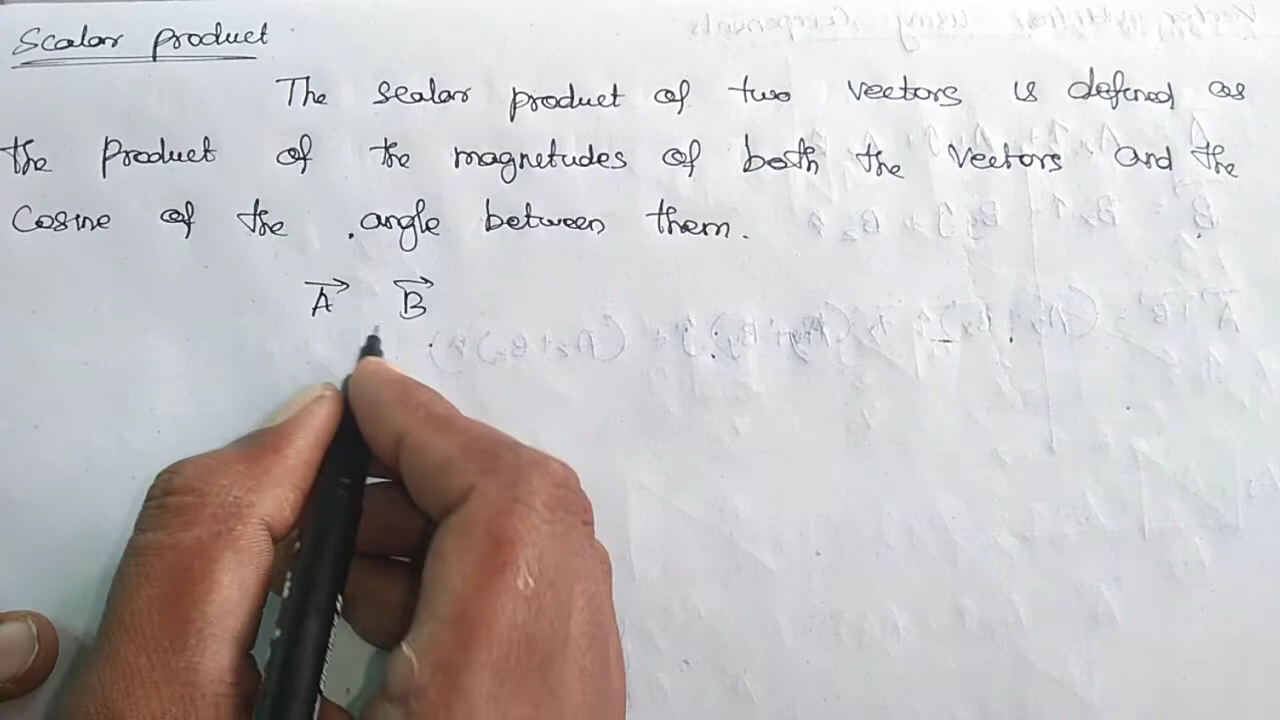 Scalar product
The scalar product of two vectors is defined as
the product of the magnetudes of both the vectors and the
Cosine of the angle between them.
A⃗ B⃗